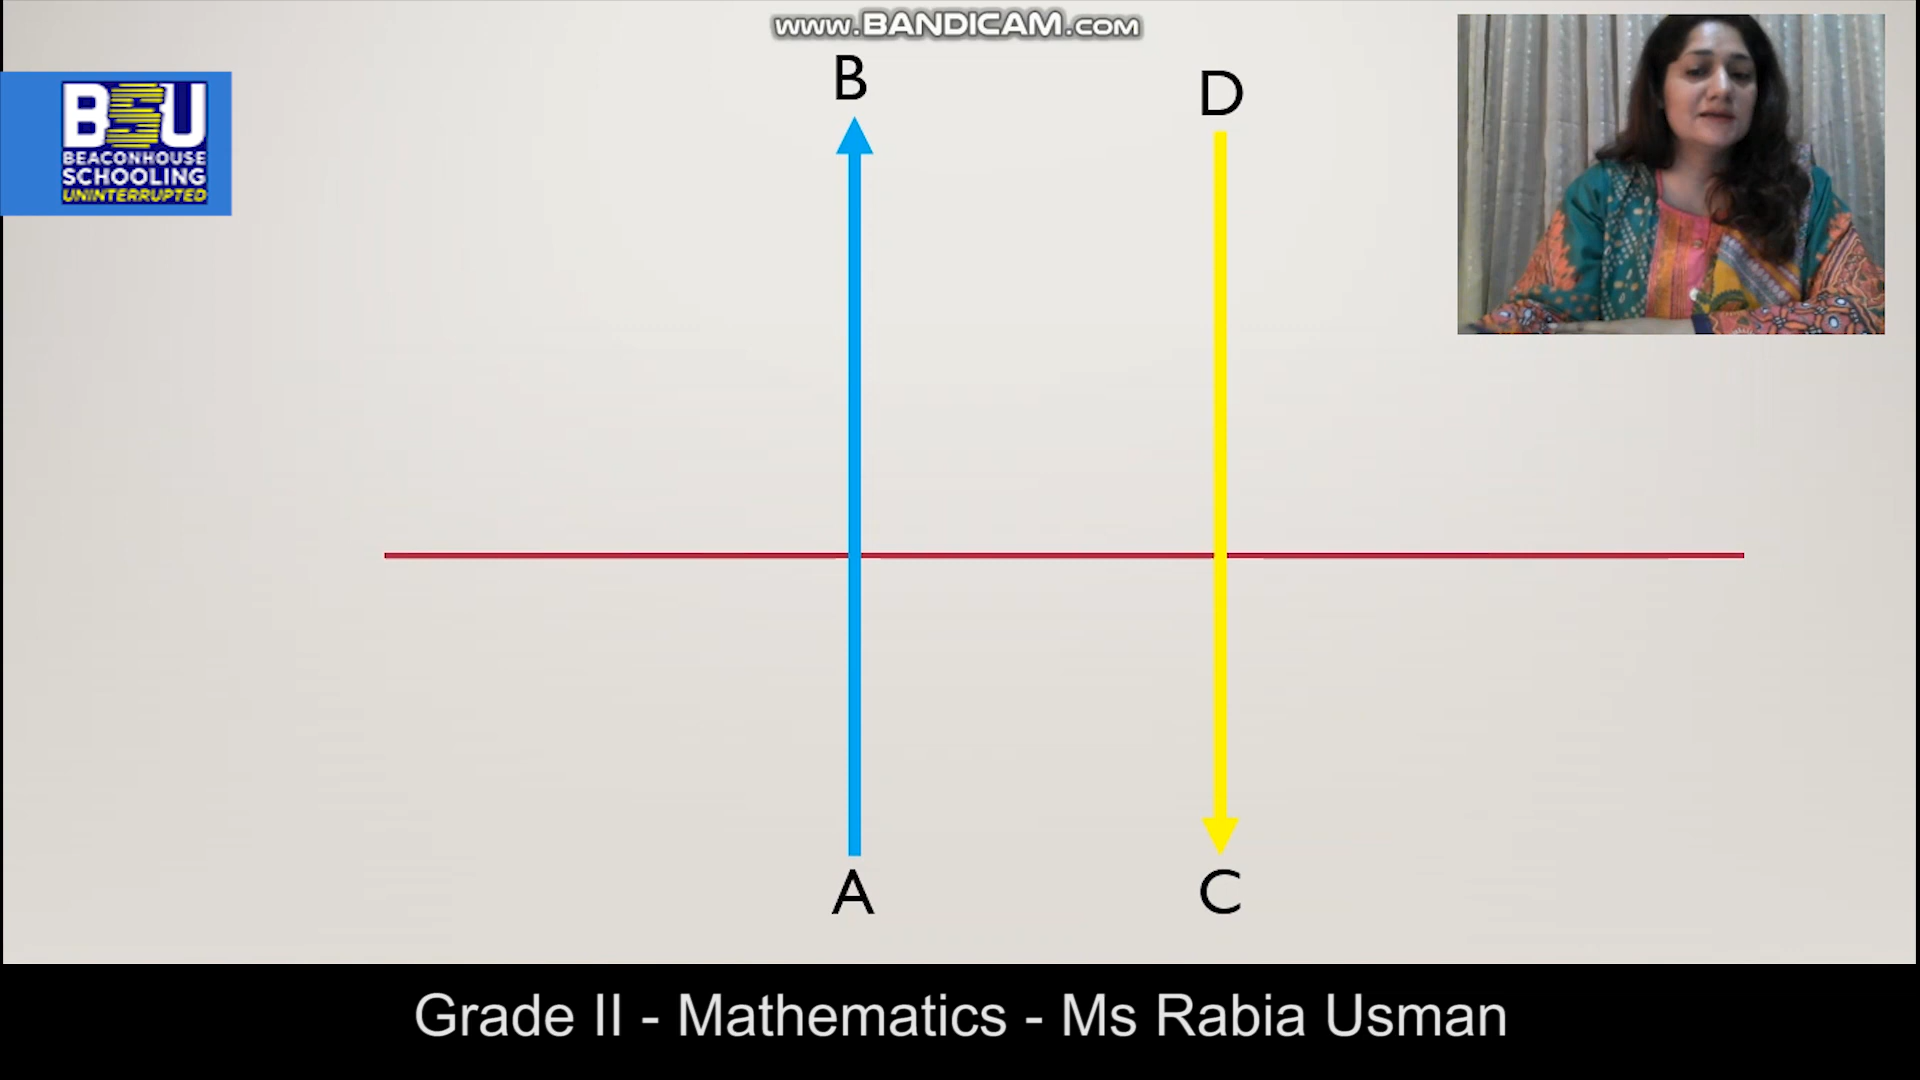 www.BANDICAM.com
B
D
BSU
BEACONHOUSE
SCHOOLING
UNINTERRUPTED
A
C
Grade II - Mathematics - Ms Rabia Usman